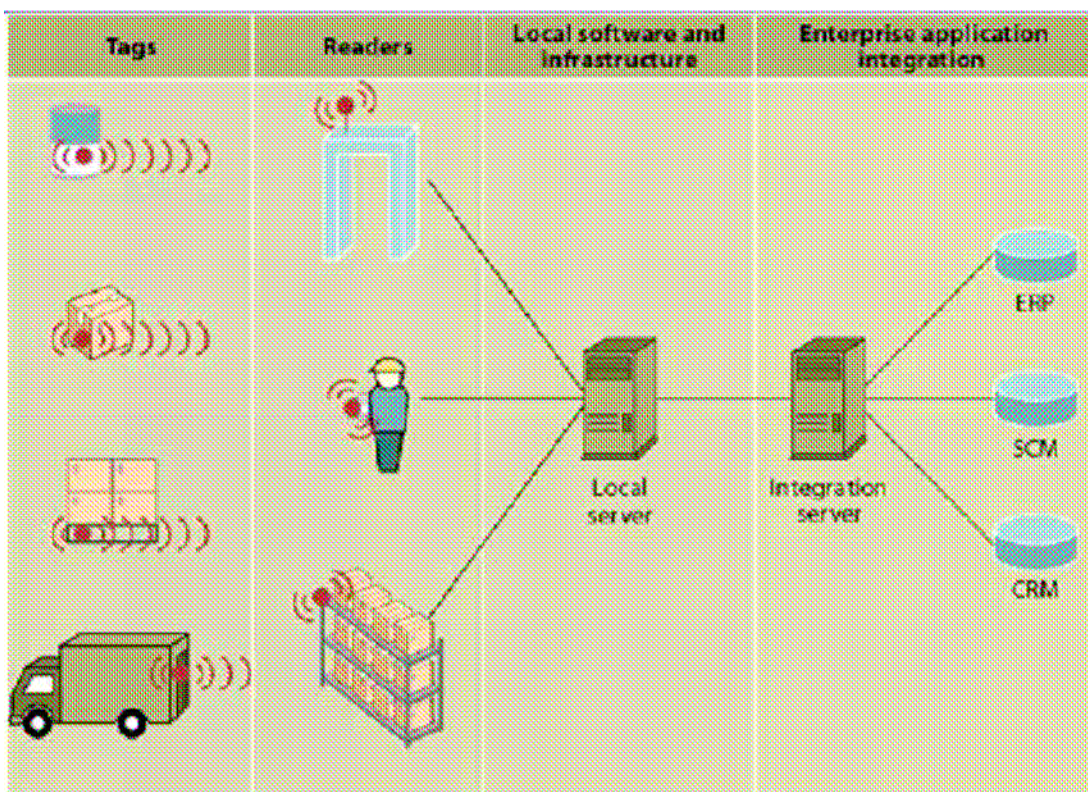 Tags
Readers
Local software and
infrastructure
Enterprise application
integration
ERP
SCM
Local
server
Integration
server
CRM